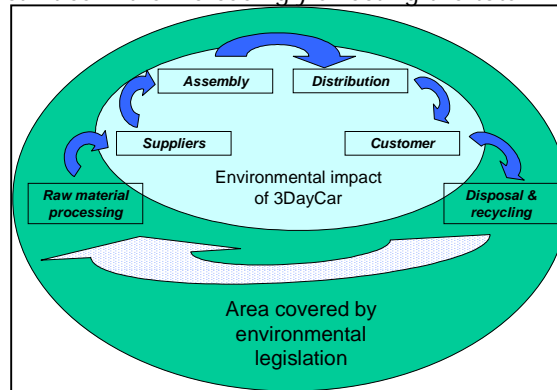 Assembly
Distribution
Suppliers
Customer
Raw material
processing
Environmental impact
of 3DayCar
Disposal &
recycling
Area covered by
environmental
legislation